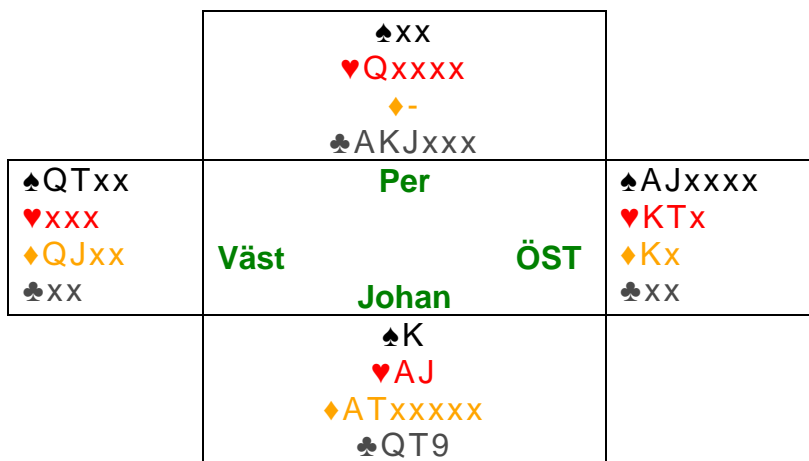 ♠xx
♥Qxxxx
♦-
♣AKJxxx
♠QTxx
♥xxx
♦QJxx
♣xx
Per
Väst ÖST
Johan
♠AJxxxx
♥KTx
♦Kx
♣xx
♠K
♥AJ
♦ATxxxxx
♣QT9